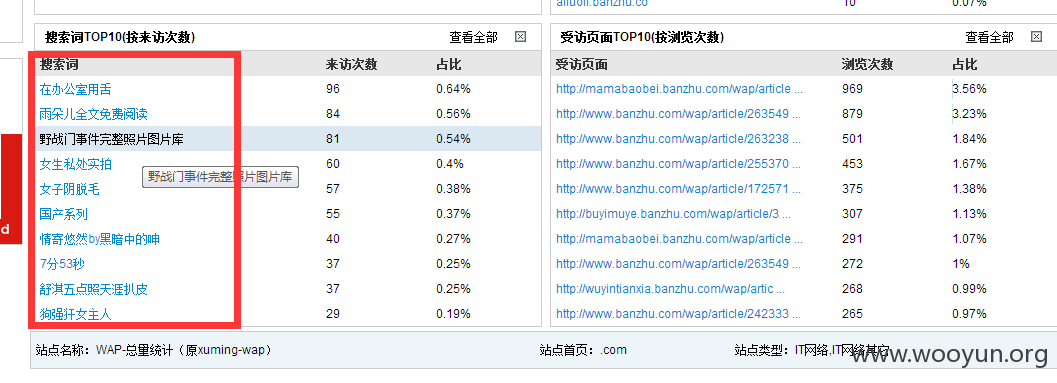 alluoli.banzhu.co 10 0.07%
搜索词TOP10(按来访次数) 查看全部
受访页面TOP10(按浏览次数) 查看全部
搜索词 来访次数 占比
受访页面 浏览次数 占比
在办公室用舌 96 0.64%
http://mamabaobei.banzhu.com/wap/article ... 969 3.56%
雨朵儿全文免费阅读 84 0.56%
http://www.banzhu.com/wap/article/263549 ... 879 3.23%
野战门事件完整照片图片库 81 0.54%
http://www.banzhu.com/wap/article/263238 ... 501 1.84%
女生私处实拍 60 0.4%
http://www.banzhu.com/wap/article/255370 ... 453 1.67%
野战门事件完整照片图片库
女子阴脱毛 57 0.38%
http://www.banzhu.com/wap/article/172571 ... 375 1.38%
国产系列 55 0.37%
http://buyimuye.banzhu.com/wap/article/3 ... 307 1.13%
情寄悠然by黑暗中的呻 40 0.27%
http://mamabaobei.banzhu.com/wap/article ... 291 1.07%
7分53秒 37 0.25%
http://www.banzhu.com/wap/article/263549 ... 272 1%
舒淇五点照天涯扒皮 37 0.25%
http://wuyintianxia.banzhu.com/wap/artic ... 268 0.99%
狗强犴女主人 29 0.19%
http://www.banzhu.com/wap/article/242333 ... 265 0.97%
d
站点名称：WAP-总量统计（原xuming-wap） 站点首页：.com 站点类型：IT网络,IT网络其它
www.wooyun.org